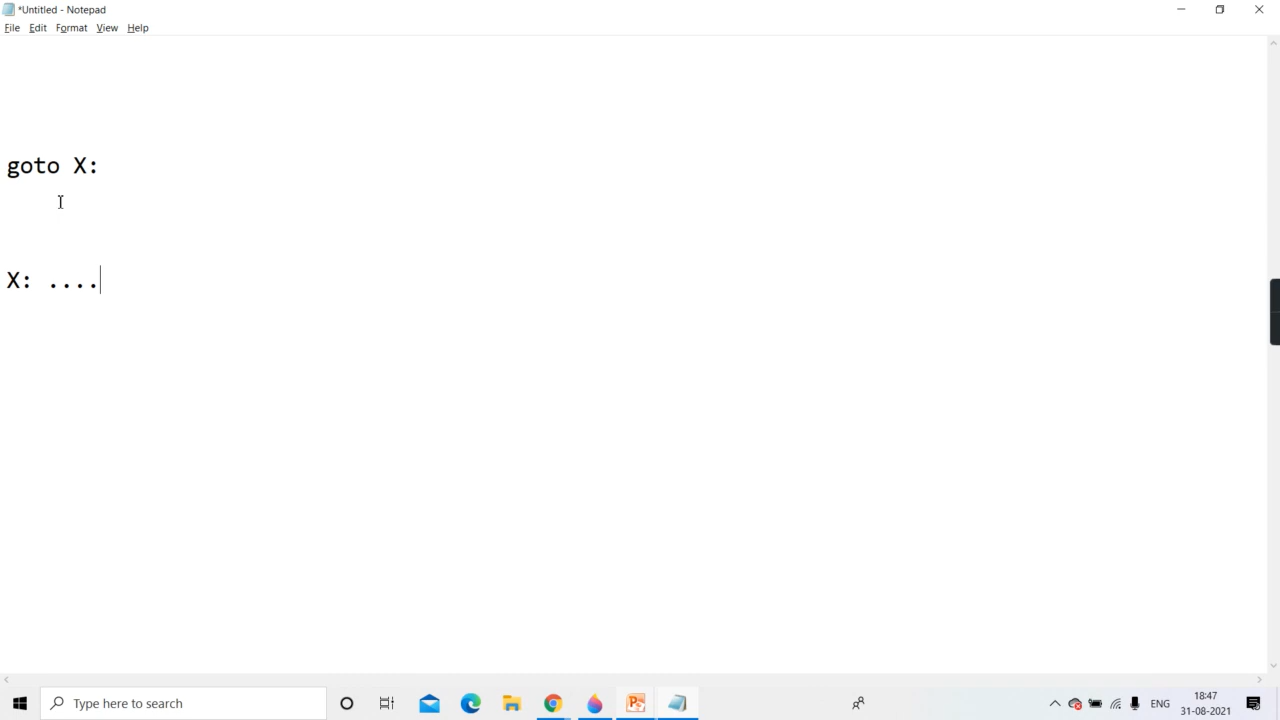 *Untitled - Notepad
File Edit Format View Help
goto X:
X: ....
Type here to search
ENG
18:47
31-08-2021